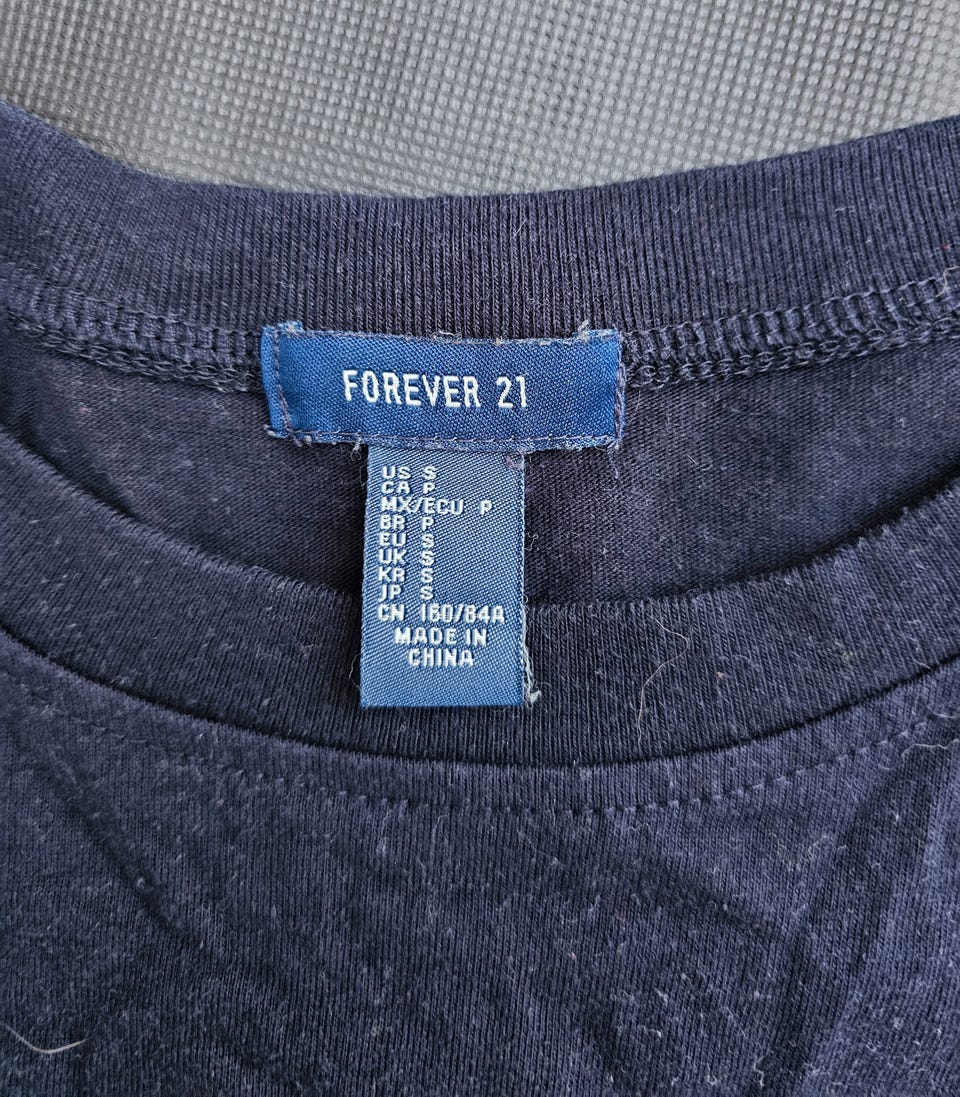 FOREVER 21
US S
CA P
MX/ECU P
BR P
EU S
UK S
KR S
JP S
CN 160/84A
MADE IN
CHINA